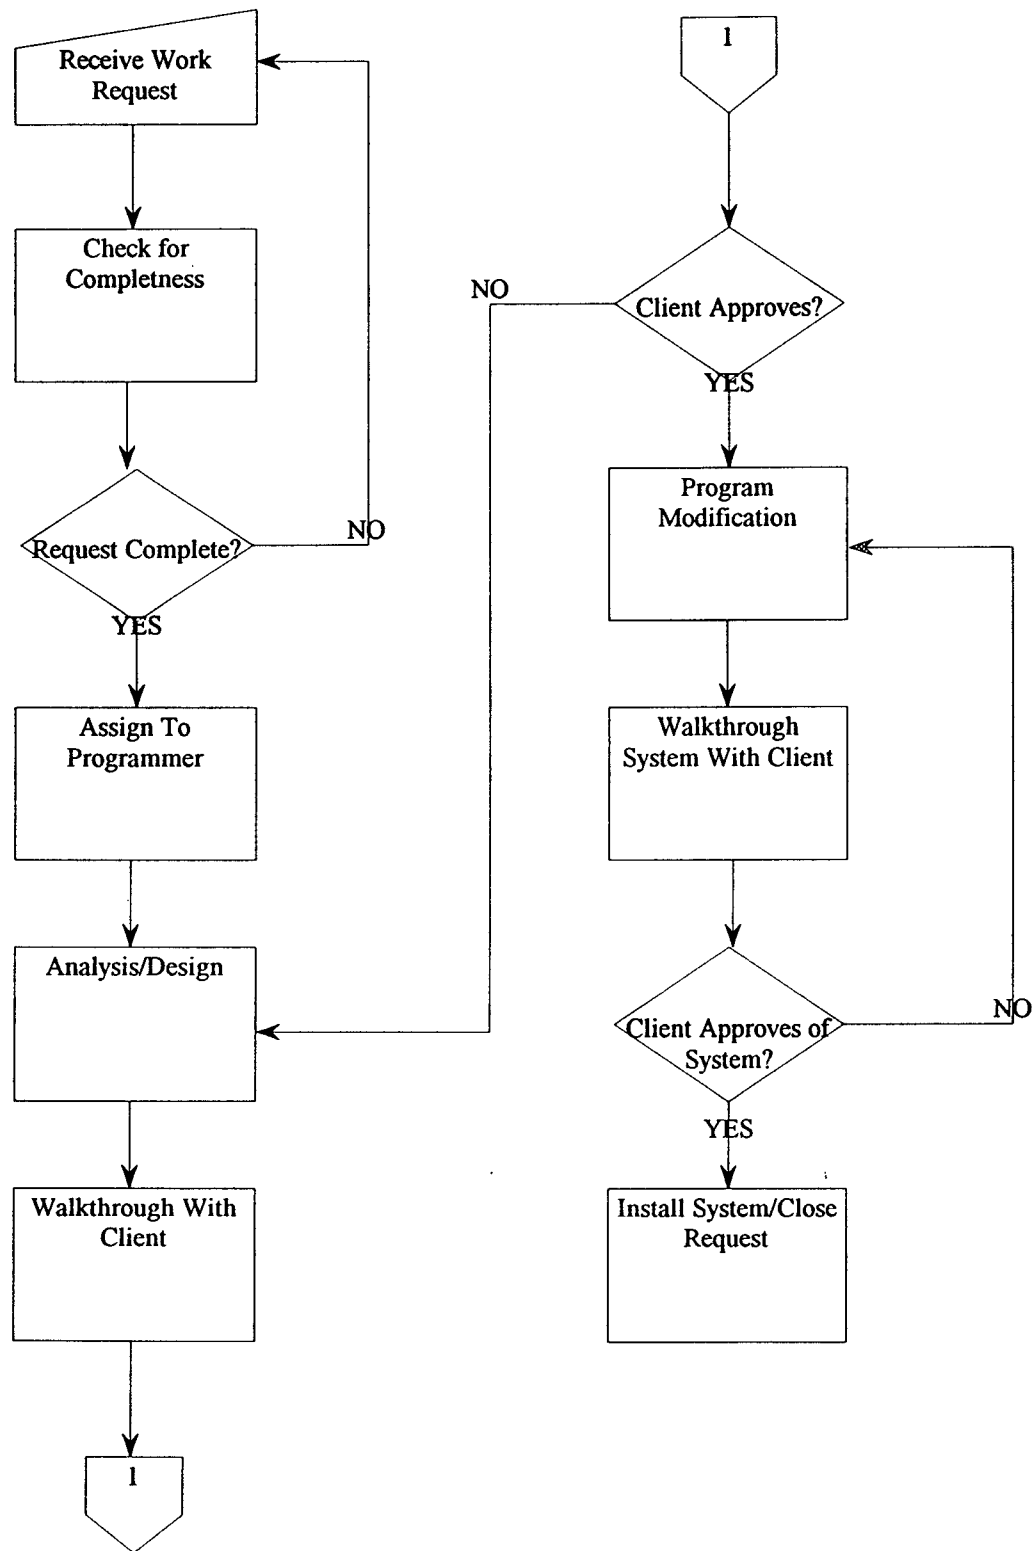 Receive Work
Request
Check for
Completness
Request Complete?
NO
YES
Assign To
Programmer
Analysis/Design
Walkthrough With
Client
1
1
Client Approves?
NO
YES
Program
Modification
Walkthrough
System With Client
Client Approves of
System?
NO
YES
Install System/Close
Request